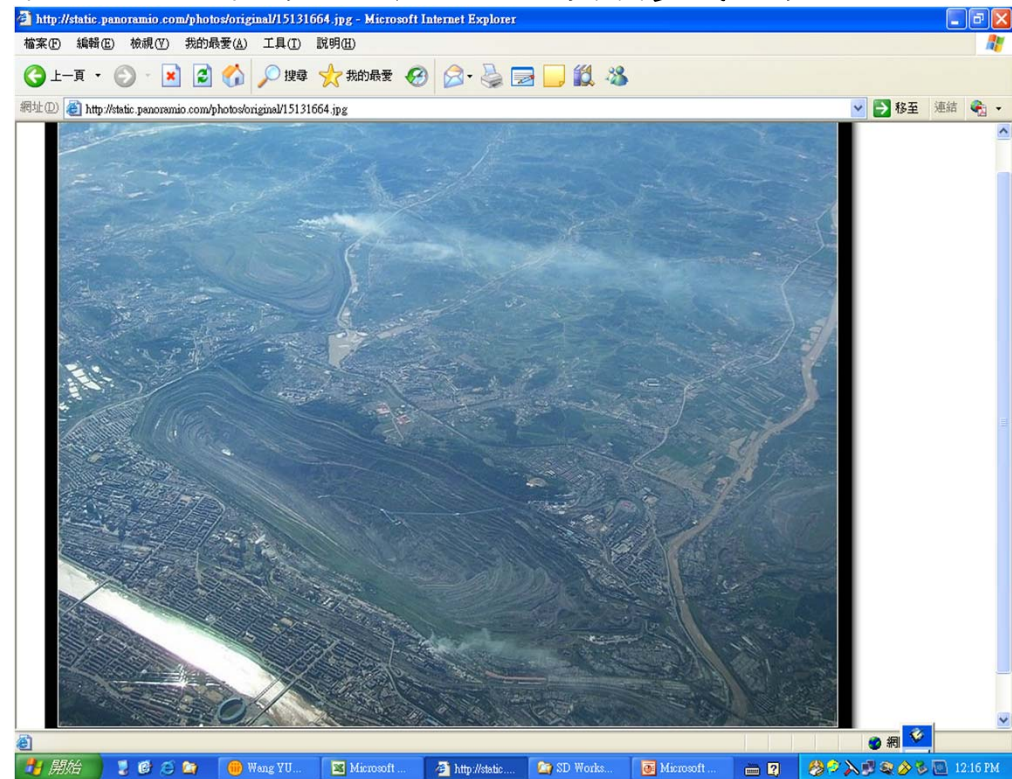 http://static.panoramio.com/photos/original/15131664.jpg - Microsoft Internet Explorer
檔案(F) 編輯(E) 檢視(V) 我的最愛(A) 工具(T) 說明(H)
上一頁 搜尋 我的最愛
網址(D) http://static.panoramio.com/photos/original/15131664.jpg 移至 連結
網
開始 Wang YU... Microsoft ... http://static.... SD Works... Microsoft ... 12:16 PM